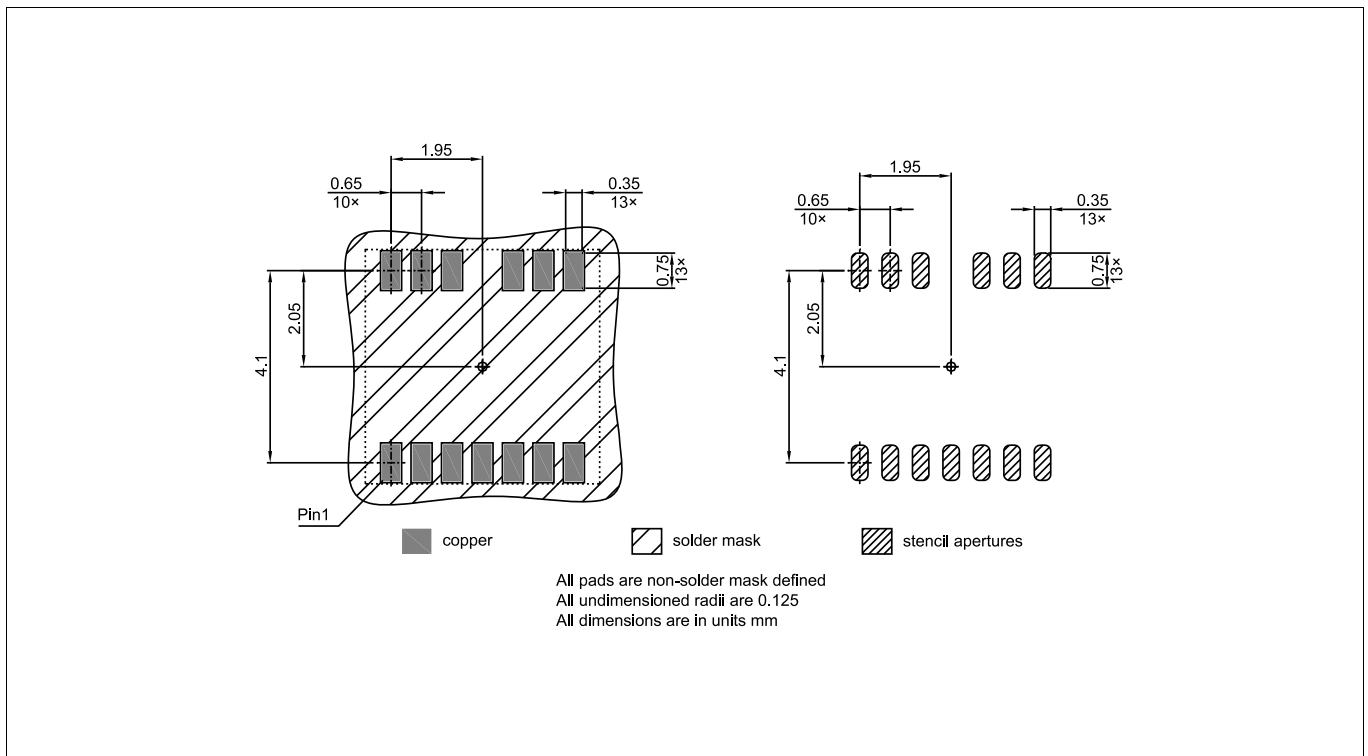 1.95
0.65
10×
0.35
13×
0.75
13×
4.1
2.05
Pin1
1.95
0.65
10×
0.35
13×
0.75
13×
4.1
2.05
copper
solder mask
stencil apertures
All pads are non-solder mask defined
All undimensioned radii are 0.125
All dimensions are in units mm